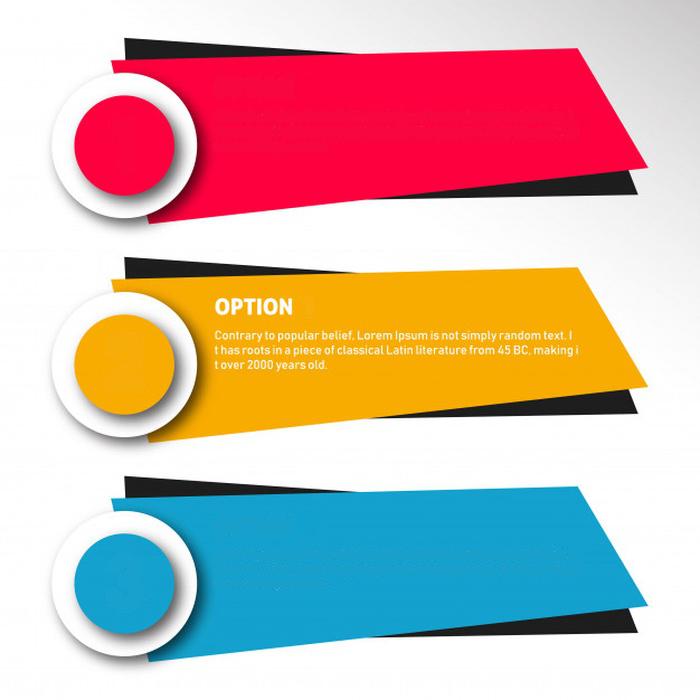 OPTION
Contrary to popular belief, Lorem Ipsum is not simply random text. I
t has roots in a piece of classical Latin literature from 45 BC, making i
t over 2000 years old.